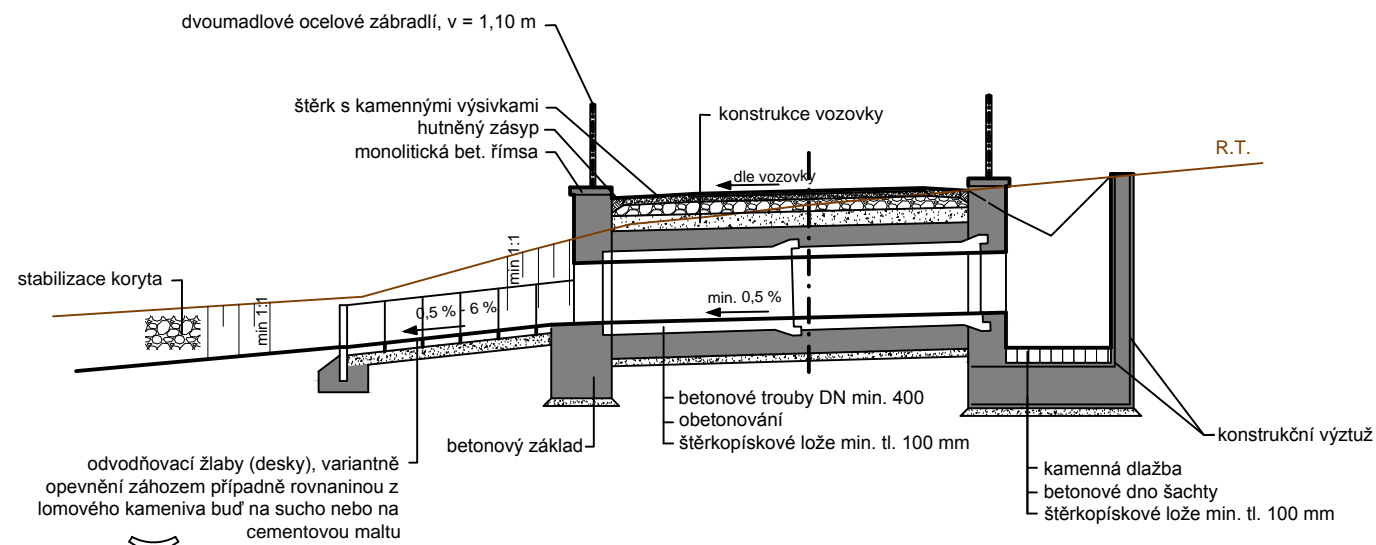 dvoumadlové ocelové zábradlí, v = 1,10 m
štěrk s kamennými výsivkami
hutněný zásyp
monolitická bet. římsa
konstrukce vozovky
R.T.
dle vozovky
stabilizace koryta
min 1:1
min 1:1
0,5 % - 6 %
min. 0,5 %
betonové trouby DN min. 400
obetonování
štěrkopískové lože min. tl. 100 mm
betonový základ
konstrukční výztuž
odvodňovací žlaby (desky), variantně
opevnění záhozem případně rovnaninou z
lomového kameniva buď na sucho nebo na
cementovou maltu
kamenná dlažba
betonové dno šachty
štěrkopískové lože min. tl. 100 mm